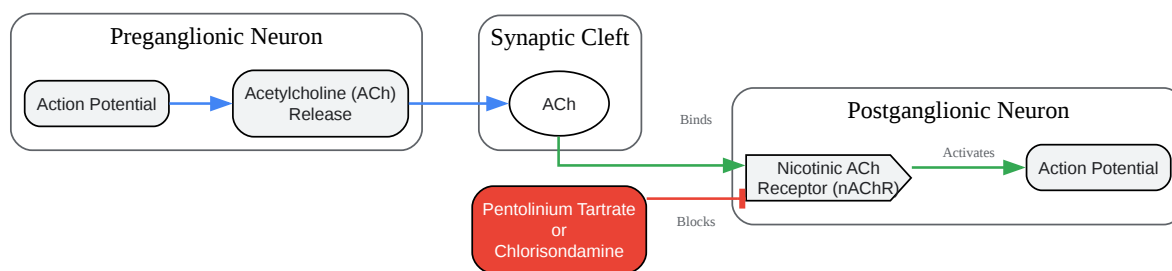 Preganglionic Neuron
Action Potential
Acetylcholine (ACh)
Release
Synaptic Cleft
ACh
Binds
Postganglionic Neuron
Nicotinic ACh
Receptor (nAChR)
Activates
Action Potential
Pentolinium Tartrate
or
Chlorisondamine
Blocks